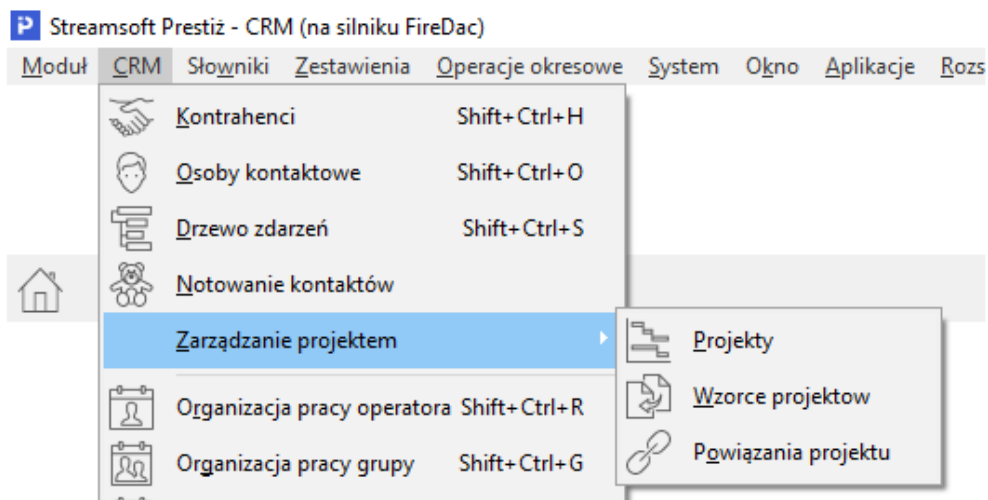 Streamsoft Prestiż - CRM (na silniku FireDac)
Moduł CRM Słowniki Zestawienia Operacje okresowe System Okno Aplikacje Rozs
Kontrahenci Shift+Ctrl+H
Osoby kontaktowe Shift+Ctrl+O
Drzewo zdarzeń Shift+Ctrl+S
Notowanie kontaktów
Zarządzanie projektem
Projekty
Wzorce projektow
Powiązania projektu
Organizacja pracy operatora Shift+Ctrl+R
Organizacja pracy grupy Shift+Ctrl+G